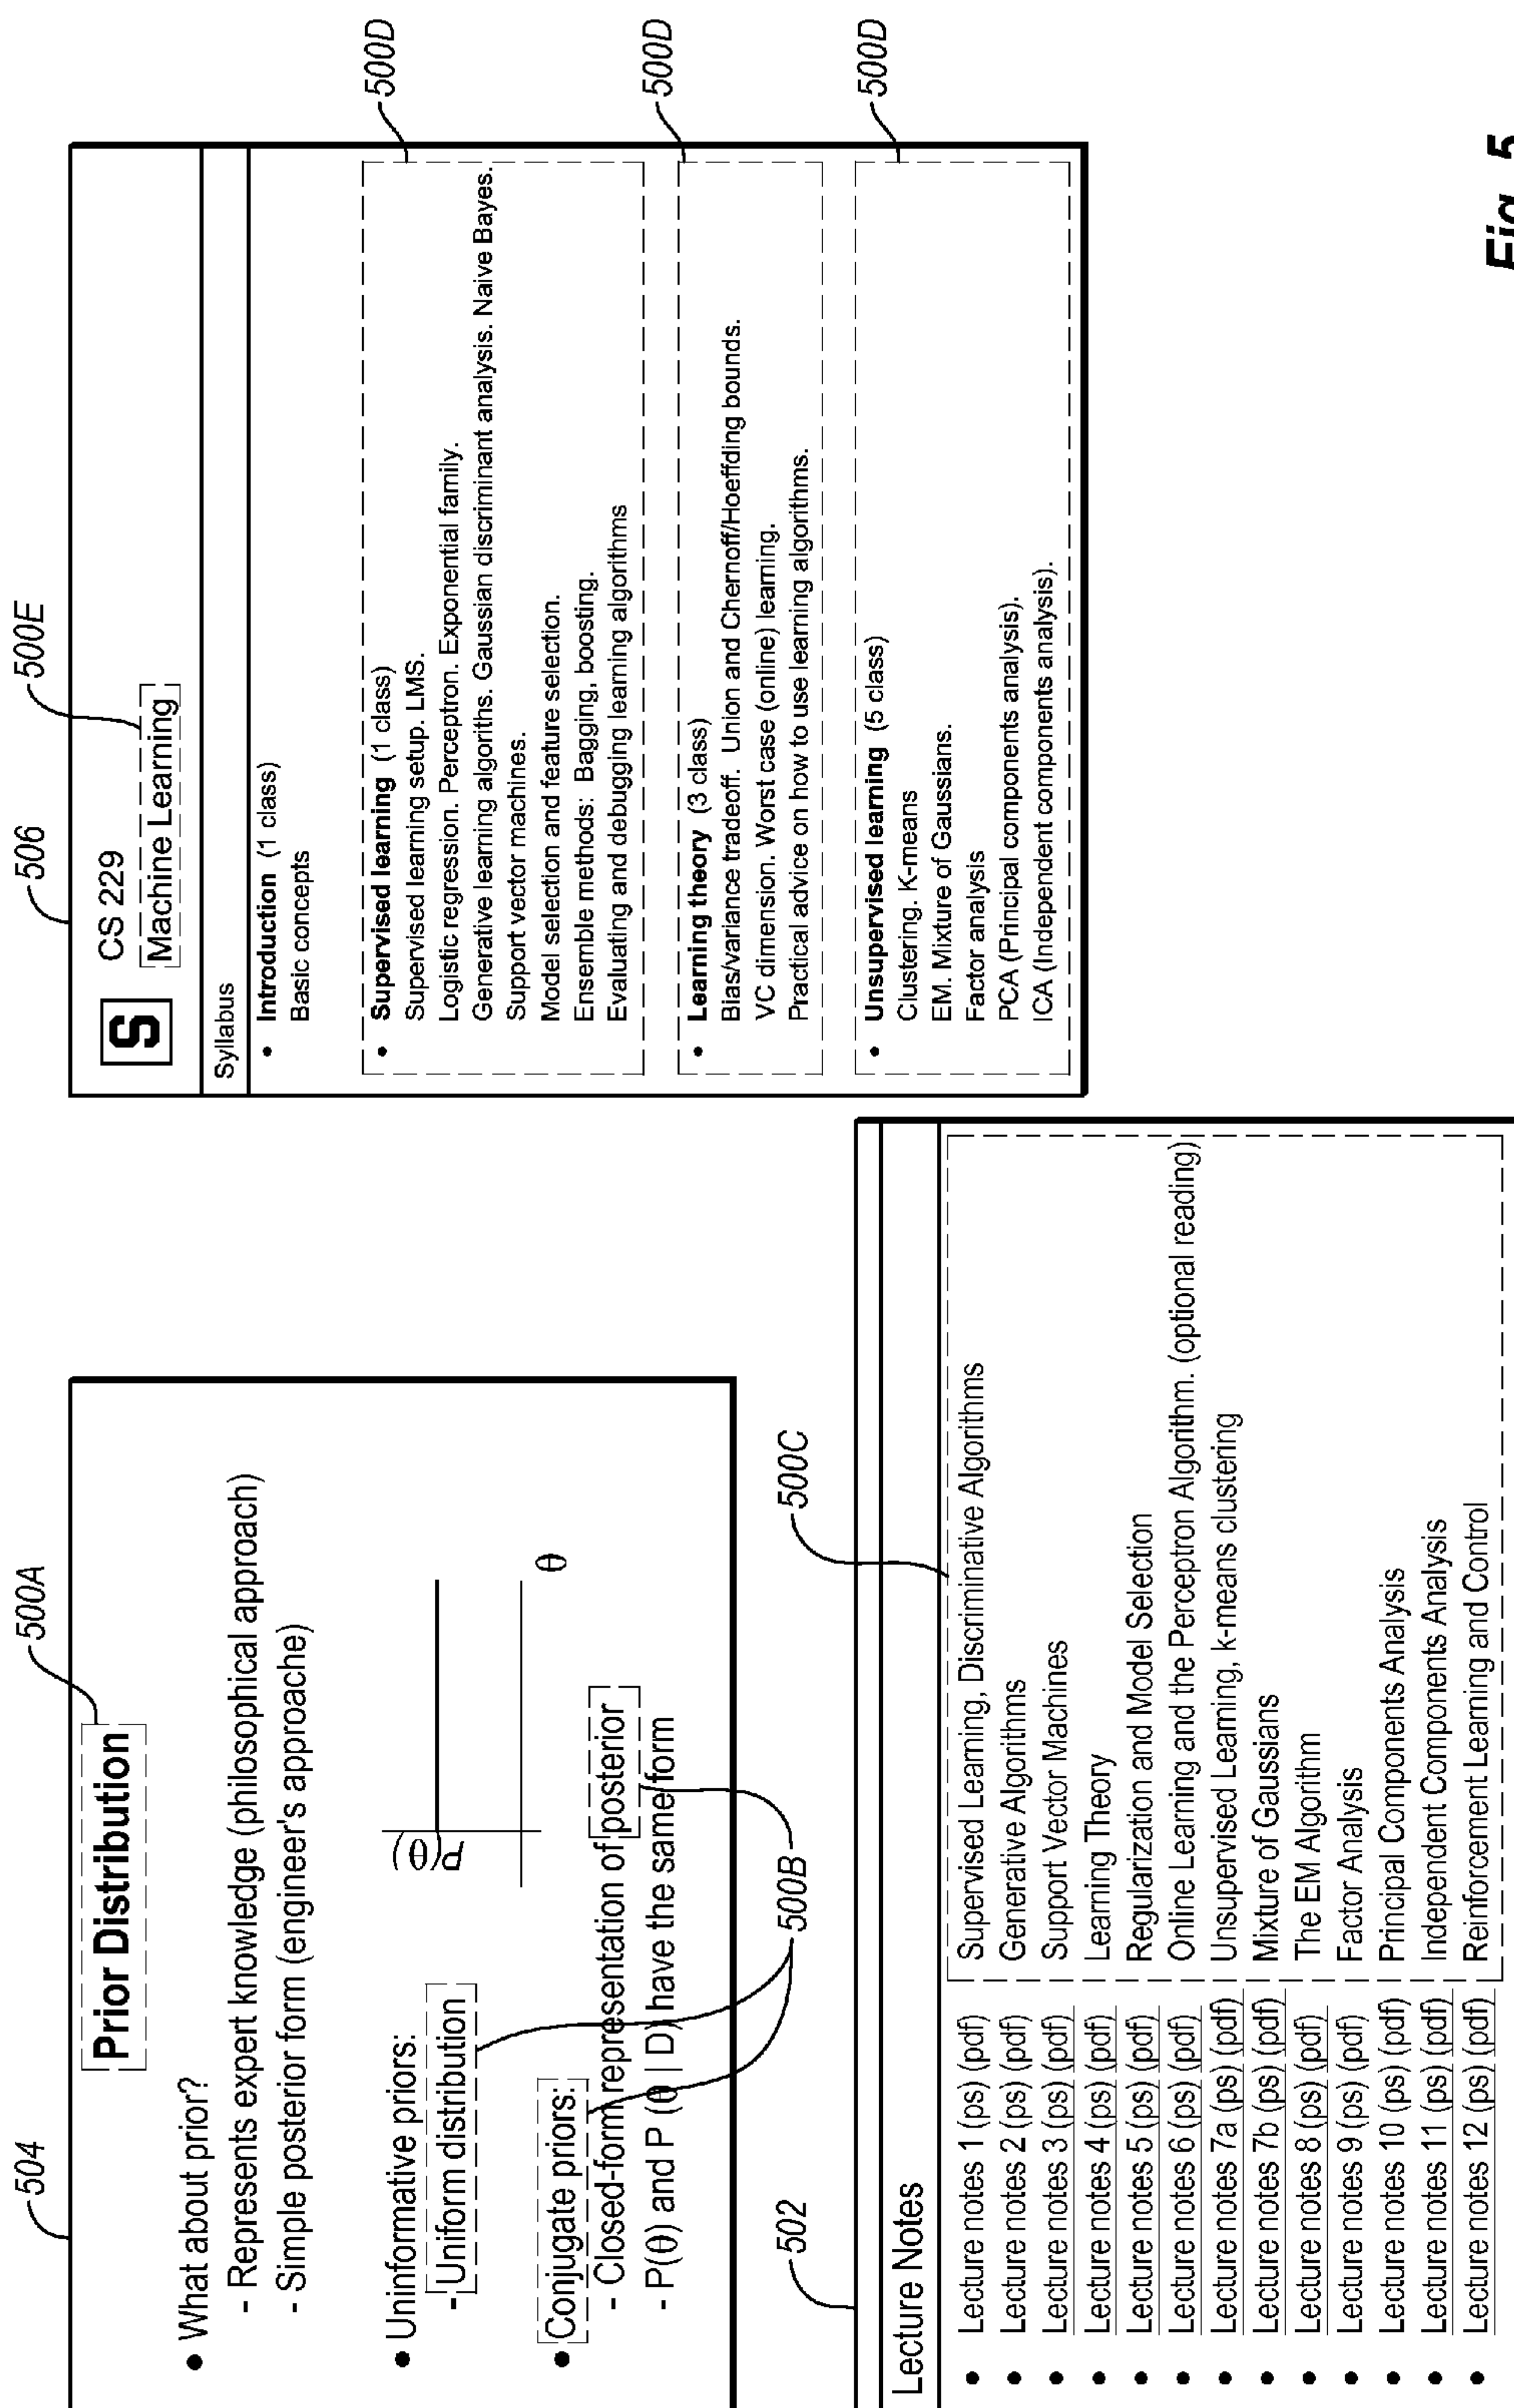 504
500A
Prior Distribution
• What about prior?
- Represents expert knowledge (philosophical approach)
- Simple posterior form (engineer's approache)
• Uninformative priors:
- Uniform distribution
P(θ)
θ
• Conjugate priors:
- Closed-form representation of posterior
- P(θ) and P (θ | D) have the same form
500B
502
500C
Lecture Notes
• Lecture notes 1 (ps) (pdf) Supervised Learning, Discriminative Algorithms
• Lecture notes 2 (ps) (pdf) Generative Algorithms
• Lecture notes 3 (ps) (pdf) Support Vector Machines
• Lecture notes 4 (ps) (pdf) Learning Theory
• Lecture notes 5 (ps) (pdf) Regularization and Model Selection
• Lecture notes 6 (ps) (pdf) Online Learning and the Perceptron Algorithm. (optional reading)
• Lecture notes 7a (ps) (pdf) Unsupervised Learning, k-means clustering
• Lecture notes 7b (ps) (pdf) Mixture of Gaussians
• Lecture notes 8 (ps) (pdf) The EM Algorithm
• Lecture notes 9 (ps) (pdf) Factor Analysis
• Lecture notes 10 (ps) (pdf) Principal Components Analysis
• Lecture notes 11 (ps) (pdf) Independent Components Analysis
• Lecture notes 12 (ps) (pdf) Reinforcement Learning and Control
506
500E
S
CS 229
Machine Learning
Syllabus
• Introduction (1 class)
Basic concepts
500D
• Supervised learning (1 class)
Supervised learning setup. LMS.
Logistic regression. Perceptron. Exponential family.
Generative learning algoriths. Gaussian discriminant analysis. Naive Bayes.
Support vector machines.
Model selection and feature selection.
Ensemble methods: Bagging, boosting.
Evaluating and debugging learning algorithms
500D
• Learning theory (3 class)
Bias/variance tradeoff. Union and Chernoff/Hoeffding bounds.
VC dimension. Worst case (online) learning.
Practical advice on how to use learning algorithms.
500D
• Unsupervised learning (5 class)
Clustering. K-means
EM. Mixture of Gaussians.
Factor analysis
PCA (Principal components analysis).
ICA (Independent components analysis).
Fig. 5